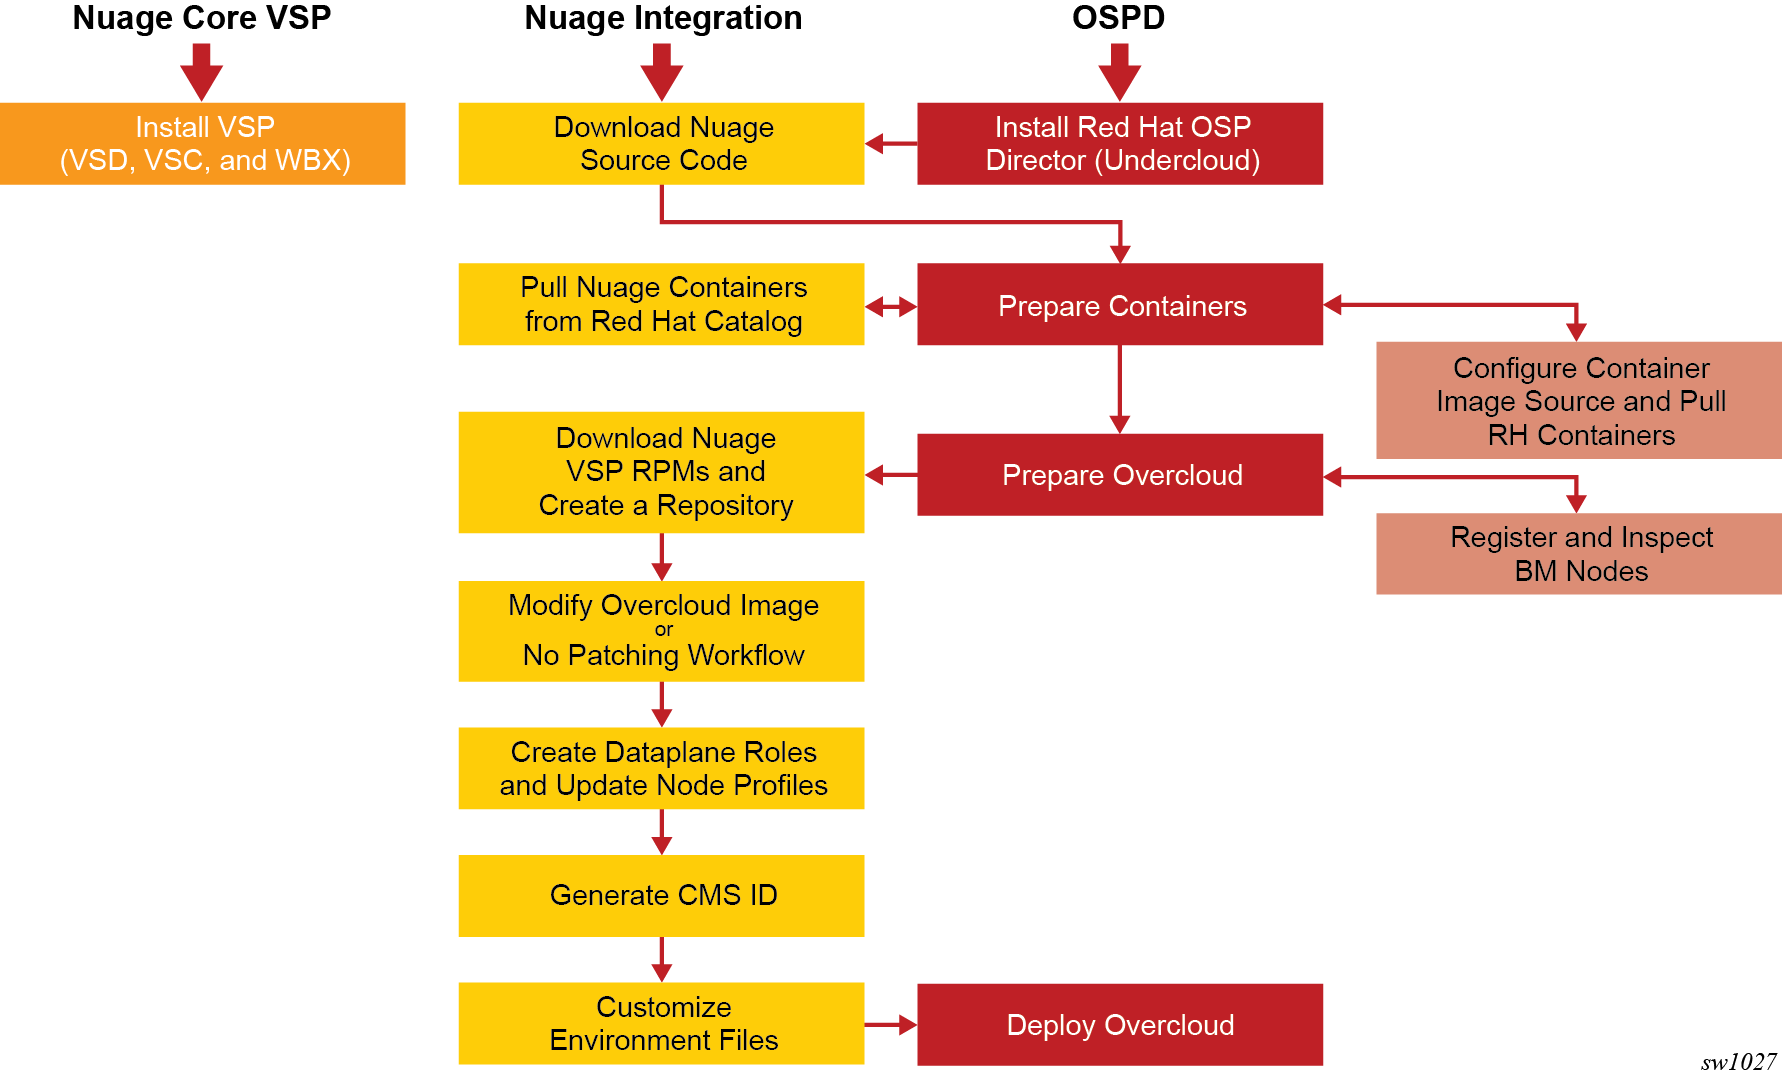 Nuage Core VSP
Nuage Integration
OSPD
Install VSP
(VSD, VSC, and WBX)
Download Nuage
Source Code
Install Red Hat OSP
Director (Undercloud)
Pull Nuage Containers
from Red Hat Catalog
Prepare Containers
Configure Container
Image Source and Pull
RH Containers
Download Nuage
VSP RPMs and
Create a Repository
Prepare Overcloud
Register and Inspect
BM Nodes
Modify Overcloud Image
or
No Patching Workflow
Create Dataplane Roles
and Update Node Profiles
Generate CMS ID
Customize
Environment Files
Deploy Overcloud
sw1027